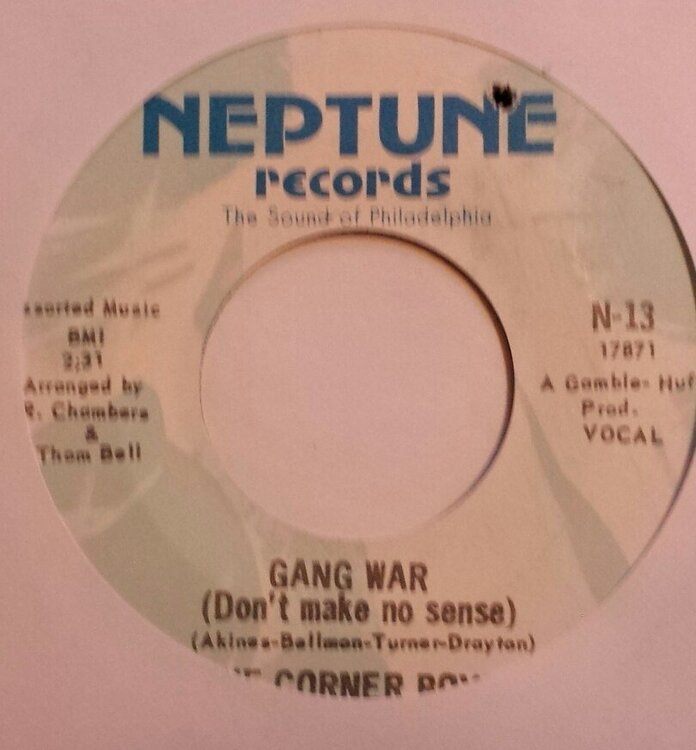 NEPTUNE
records
The Sound of Philadelphia
Music
BMI
2:31
Arranged by
R. Chambers
&
Thom Bell
N-13
17871
A Gamble- Huf
Prod.
VOCAL
GANG WAR
(Don't make no sense)
(Akines-Bellmon-Turner-Drayton)
CORNER